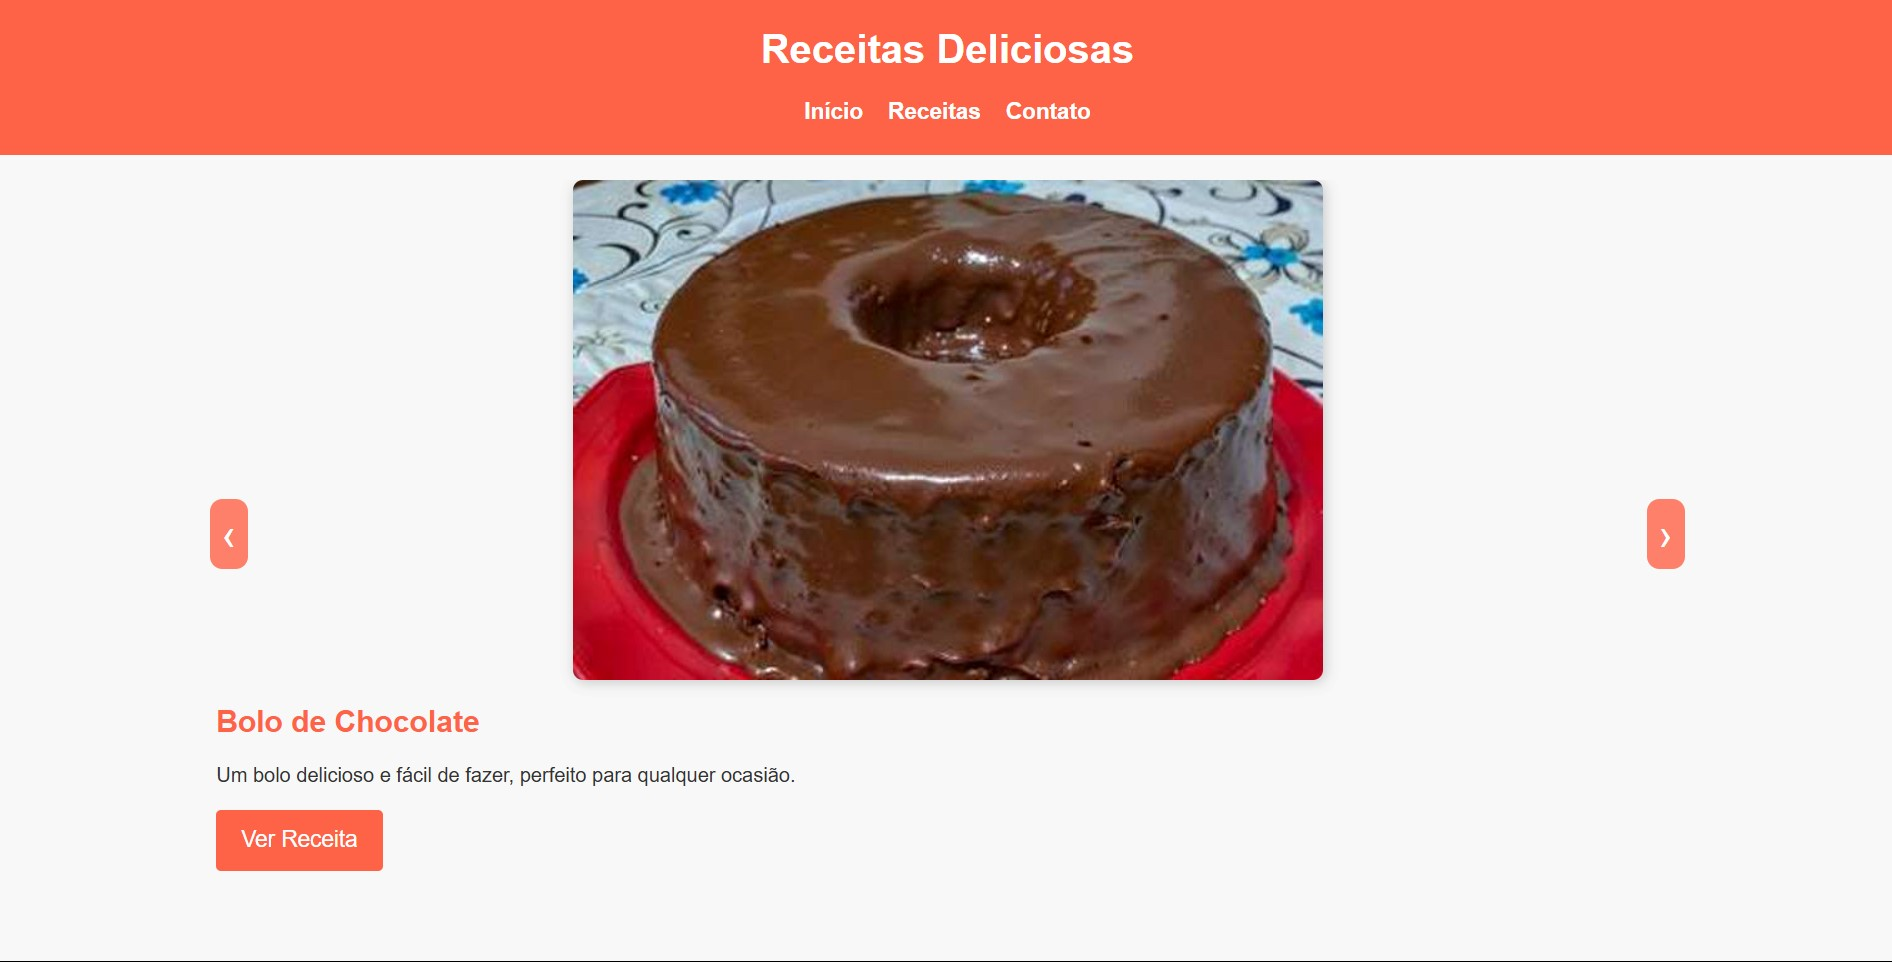 Receitas Deliciosas
Início Receitas Contato
❮
❯
Bolo de Chocolate
Um bolo delicioso e fácil de fazer, perfeito para qualquer ocasião.
Ver Receita